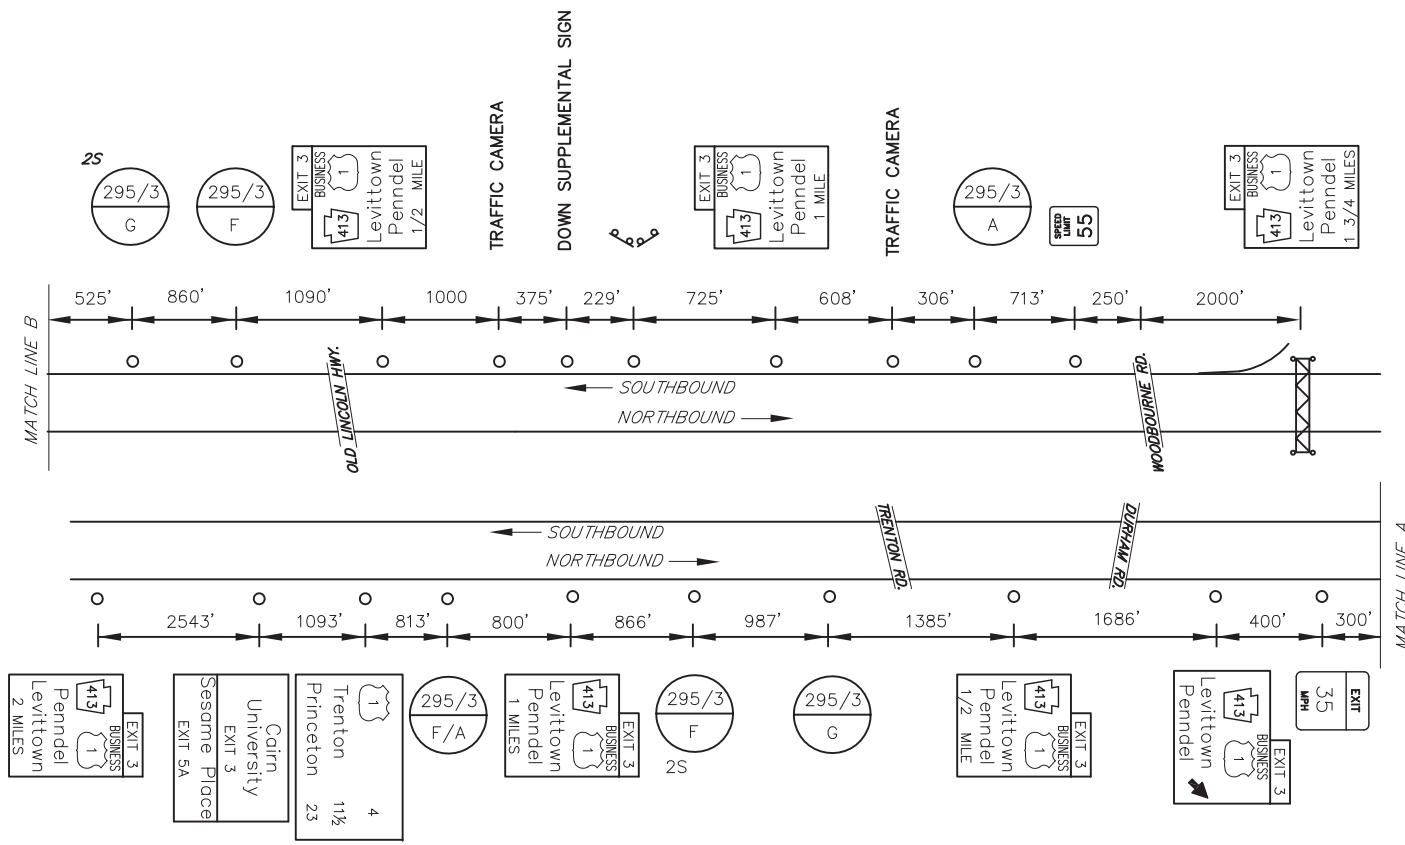 2S
295/3
G
295/3
F
EXIT 3
BUSINESS
1
413
Levittown
Penndel
1/2 MILE
TRAFFIC CAMERA
DOWN SUPPLEMENTAL SIGN
EXIT 3
BUSINESS
1
413
Levittown
Penndel
1 MILE
TRAFFIC CAMERA
295/3
A
SPEED
LIMIT
55
EXIT 3
BUSINESS
1
413
Levittown
Penndel
1 3/4 MILES
525'
860'
1090'
1000
375'
229'
725'
608'
306'
713'
250'
2000'
MATCH LINE B
OLD LINCOLN HWY.
SOUTHBOUND
NORTHBOUND
WOODBOURNE RD.
SOUTHBOUND
NORTHBOUND
TRENTON RD.
DURHAM RD.
MATCH LINE A
2543'
1093'
813'
800'
866'
987'
1385'
1686'
400'
300'
EXIT 3
BUSINESS
413
1
Penndel
Levittown
2 MILES
Cairn
University
EXIT 3
Sesame Place
EXIT 5A
1
4
Trenton 11½
Princeton 23
295/3
F/A
EXIT 3
BUSINESS
413
1
Levittown
Penndel
1 MILES
295/3
F
2S
295/3
G
EXIT 3
BUSINESS
413
1
Levittown
Penndel
1/2 MILE
EXIT 3
BUSINESS
413
1
Levittown
Penndel
EXIT
35
MPH